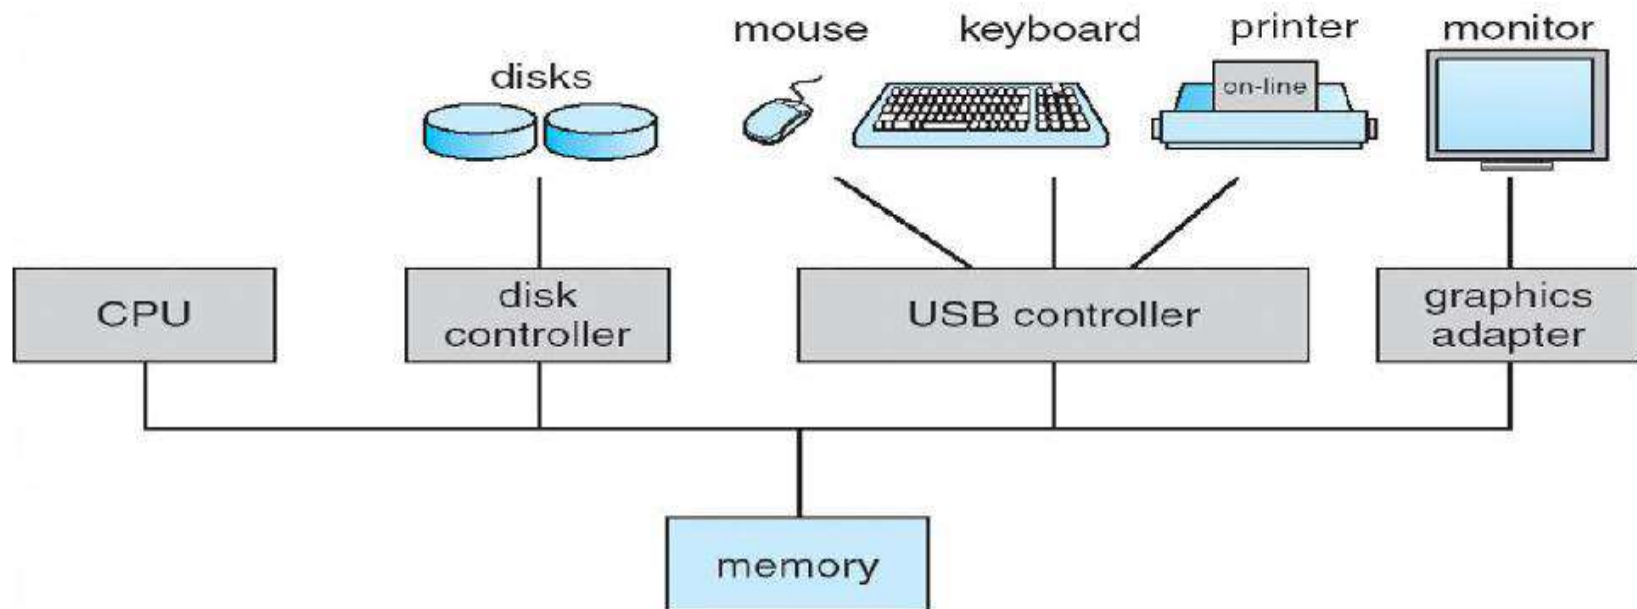 mouse
keyboard
printer
monitor
disks
on-line
CPU
disk
controller
USB controller
graphics
adapter
memory